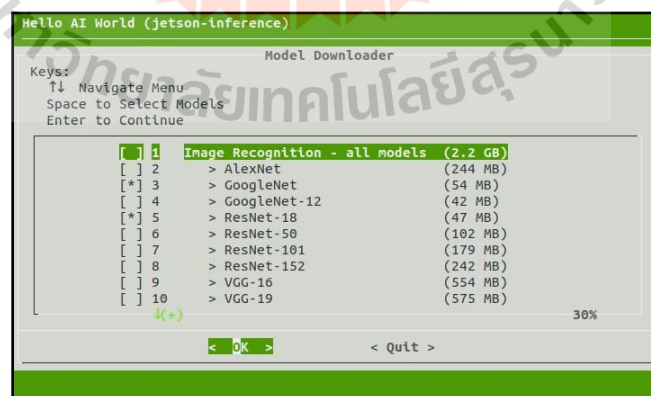 Hello AI World (jetson-inference)
Model Downloader
Keys:
↑↓ Navigate Menu
Space to Select Models
Enter to Continue
[ ] 1 Image Recognition - all models (2.2 GB)
[ ] 2 > AlexNet (244 MB)
[*] 3 > GoogleNet (54 MB)
[ ] 4 > GoogleNet-12 (42 MB)
[*] 5 > ResNet-18 (47 MB)
[ ] 6 > ResNet-50 (102 MB)
[ ] 7 > ResNet-101 (179 MB)
[ ] 8 > ResNet-152 (242 MB)
[ ] 9 > VGG-16 (554 MB)
[ ] 10 > VGG-19 (575 MB)
↓(+) 30%
< OK > < Quit >